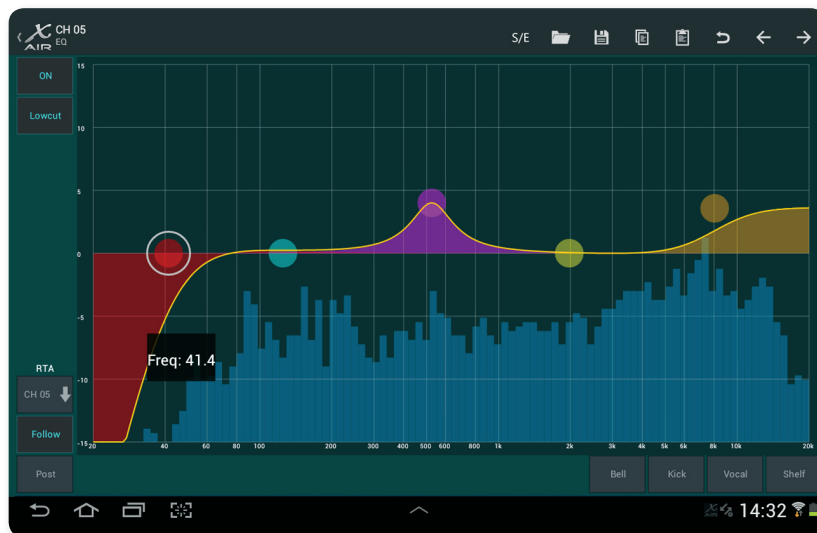 X AIR
CH 05
EQ
S/E
ON
Lowcut
15
10
5
0
-5
-10
-15
Freq: 41.4
RTA
CH 05
Follow
Post
20 40 60 80 100 200 300 400 500 600 800 1k 2k 3k 4k 5k 6k 8k 10k 20k
Bell Kick Vocal Shelf
14:32